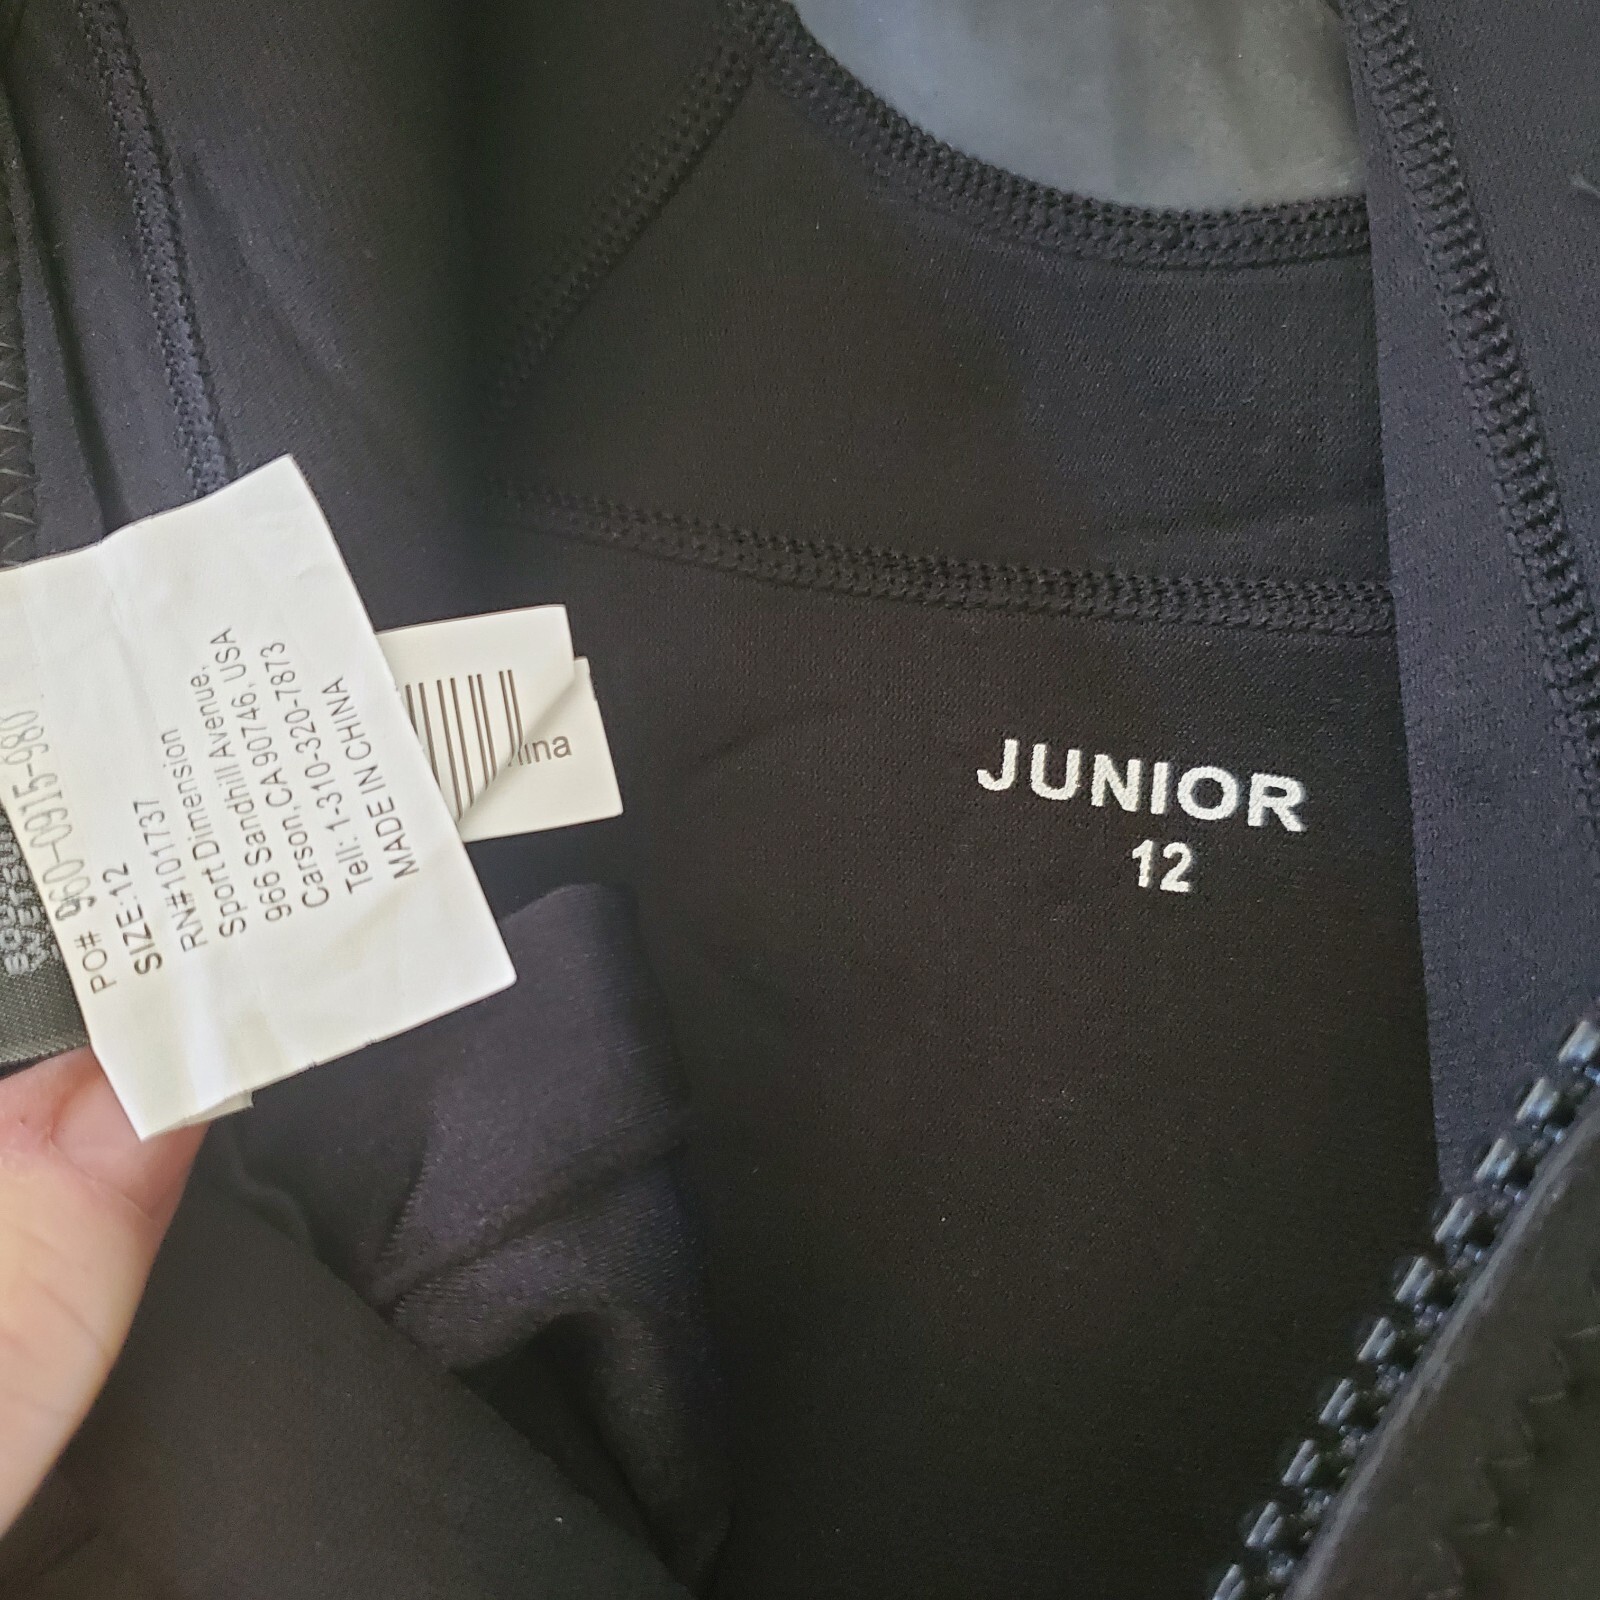 PO# 960-0915-980
SIZE:12
RN#101737
Sport Dimension
966 Sandhill Avenue,
Carson, CA 90746, USA
Tell: 1-310-320-7873
MADE IN CHINA
JUNIOR
12